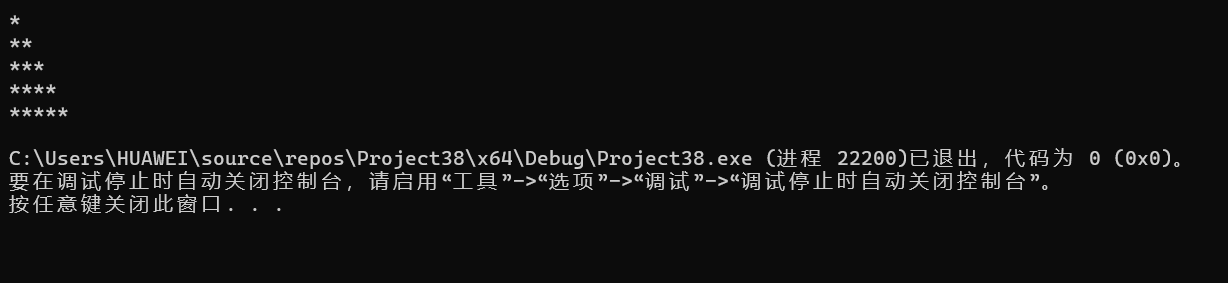 *
**
***
****
*****
C:\Users\HUAWEI\source\repos\Project38\x64\Debug\Project38.exe (进程 22200)已退出，代码为 0 (0x0)。
要在调试停止时自动关闭控制台，请启用“工具”->“选项”->“调试”->“调试停止时自动关闭控制台”。
按任意键关闭此窗口. . .